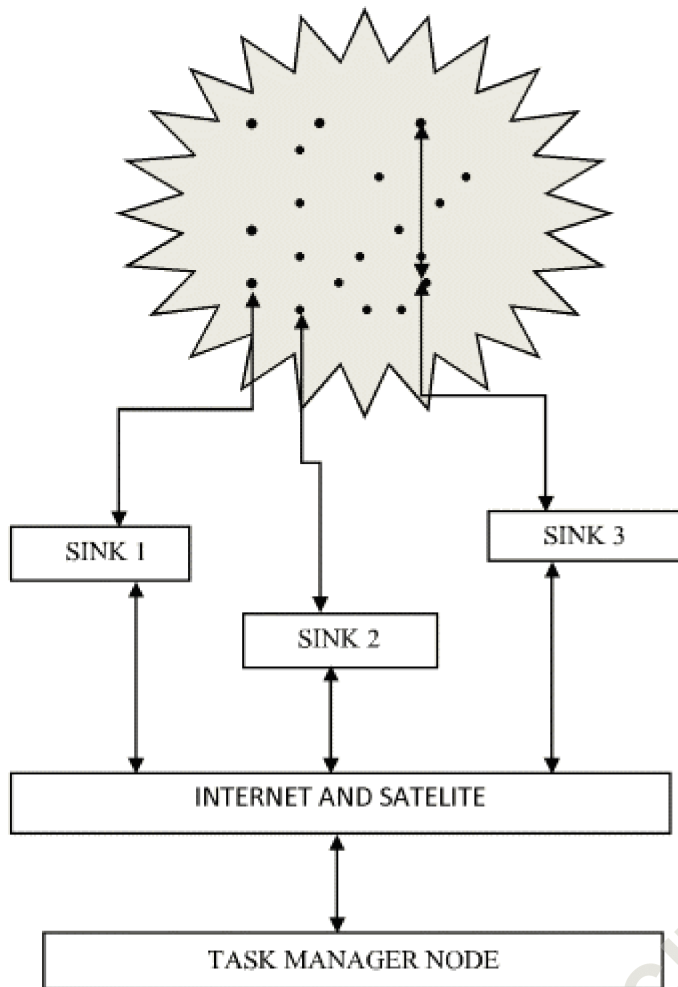 SINK 1
SINK 3
SINK 2
INTERNET AND SATELITE
TASK MANAGER NODE